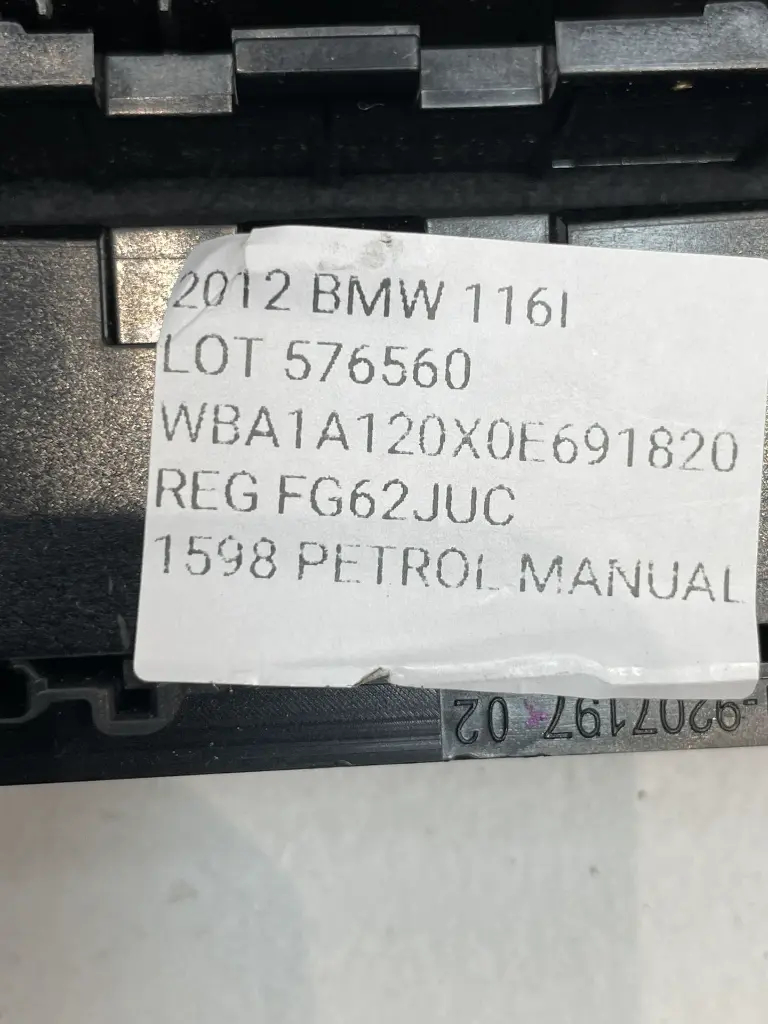 2012 BMW 116I
LOT 576560
WBA1A120X0E691820
REG FG62JUC
1598 PETROL MANUAL
-9207197 02